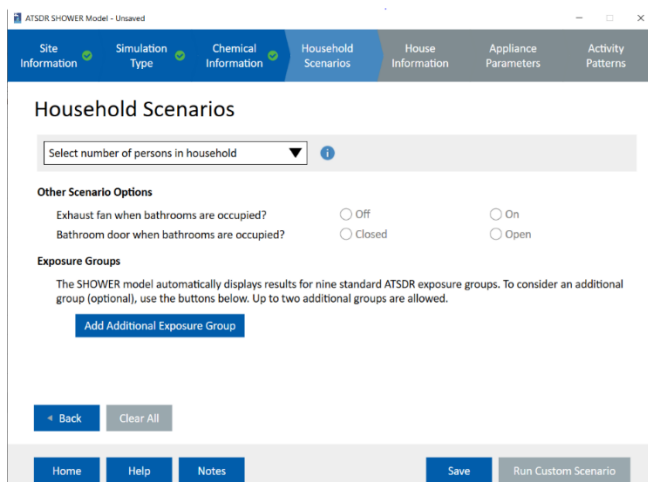 ATSDR SHOWER Model - Unsaved
Site Information
Simulation Type
Chemical Information
Household Scenarios
House Information
Appliance Parameters
Activity Patterns
Household Scenarios
Select number of persons in household
Other Scenario Options
Exhaust fan when bathrooms are occupied? Off On
Bathroom door when bathrooms are occupied? Closed Open
Exposure Groups
The SHOWER model automatically displays results for nine standard ATSDR exposure groups. To consider an additional
group (optional), use the buttons below. Up to two additional groups are allowed.
Add Additional Exposure Group
Back Clear All
Home Help Notes Save Run Custom Scenario